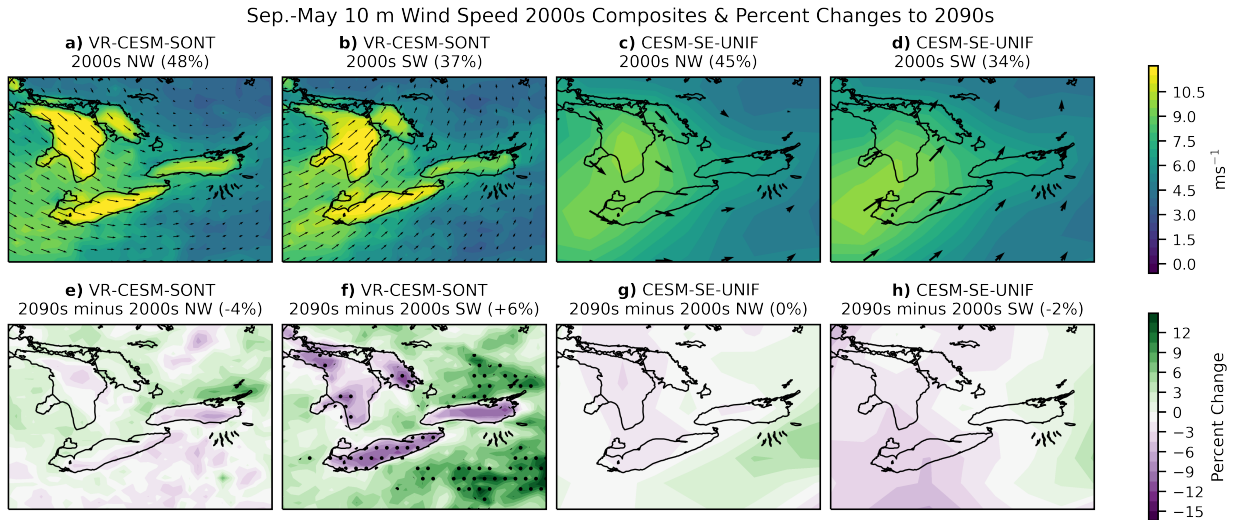 Sep.-May 10 m Wind Speed 2000s Composites & Percent Changes to 2090s
a) VR-CESM-SONT
2000s NW (48%)
b) VR-CESM-SONT
2000s SW (37%)
c) CESM-SE-UNIF
2000s NW (45%)
d) CESM-SE-UNIF
2000s SW (34%)
10.5
9.0
7.5
6.0
4.5
3.0
1.5
0.0
ms⁻¹
e) VR-CESM-SONT
2090s minus 2000s NW (-4%)
f) VR-CESM-SONT
2090s minus 2000s SW (+6%)
g) CESM-SE-UNIF
2090s minus 2000s NW (0%)
h) CESM-SE-UNIF
2090s minus 2000s SW (-2%)
12
9
6
3
0
−3
−6
−9
−12
−15
Percent Change